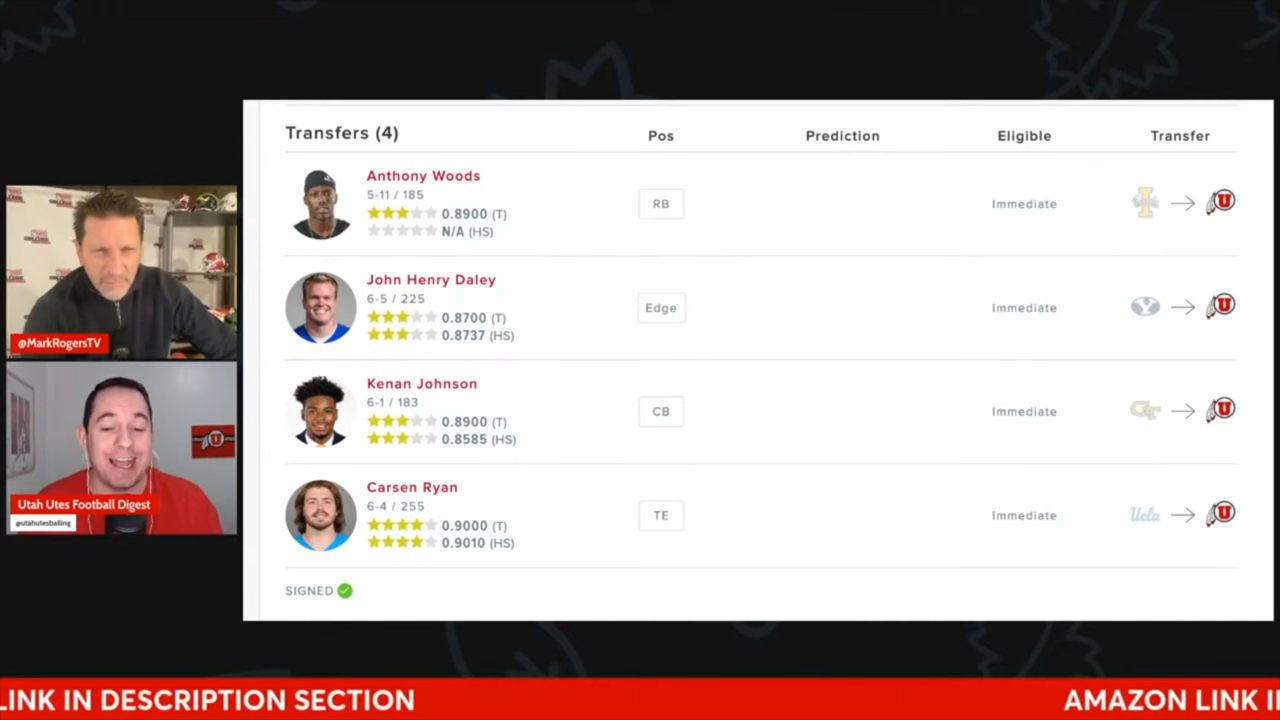 Transfers (4)
Pos
Prediction
Eligible
Transfer
Anthony Woods
5-11 / 185
0.8900 (T)
N/A (HS)
RB
Immediate
I
U
John Henry Daley
6-5 / 225
0.8700 (T)
0.8737 (HS)
Edge
Immediate
Y
U
Kenan Johnson
6-1 / 183
0.8900 (T)
0.8585 (HS)
CB
Immediate
GT
U
Carsen Ryan
6-4 / 255
0.9000 (T)
0.9010 (HS)
TE
Immediate
Ucla
U
SIGNED
@MarkRogersTV
Utah Utes Football Digest
@utahutesballing
LINK IN DESCRIPTION SECTION
AMAZON LINK